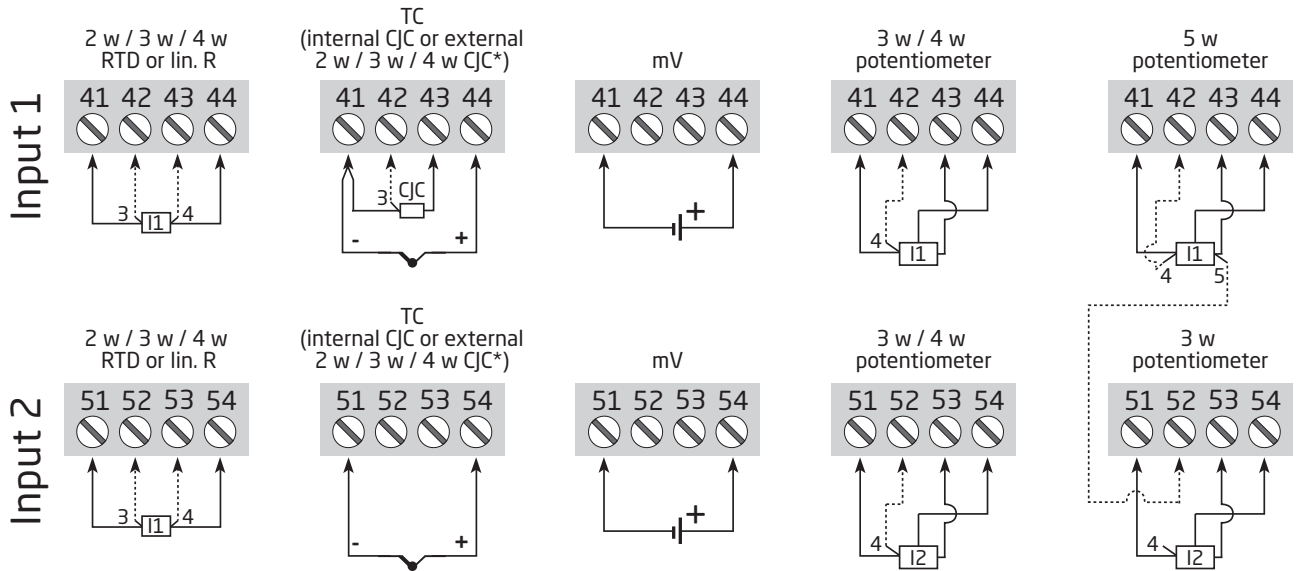 Input 1
2 w / 3 w / 4 w
RTD or lin. R
41 42 43 44
3 I1 4
TC
(internal CJC or external
2 w / 3 w / 4 w CJC*)
41 42 43 44
3 CJC
- +
mV
41 42 43 44
+
3 w / 4 w
potentiometer
41 42 43 44
4 I1
5 w
potentiometer
41 42 43 44
4 I1 5
Input 2
2 w / 3 w / 4 w
RTD or lin. R
51 52 53 54
3 I1 4
TC
(internal CJC or external
2 w / 3 w / 4 w CJC*)
51 52 53 54
- +
mV
51 52 53 54
+
3 w / 4 w
potentiometer
51 52 53 54
4 I2
3 w
potentiometer
51 52 53 54
4 I2